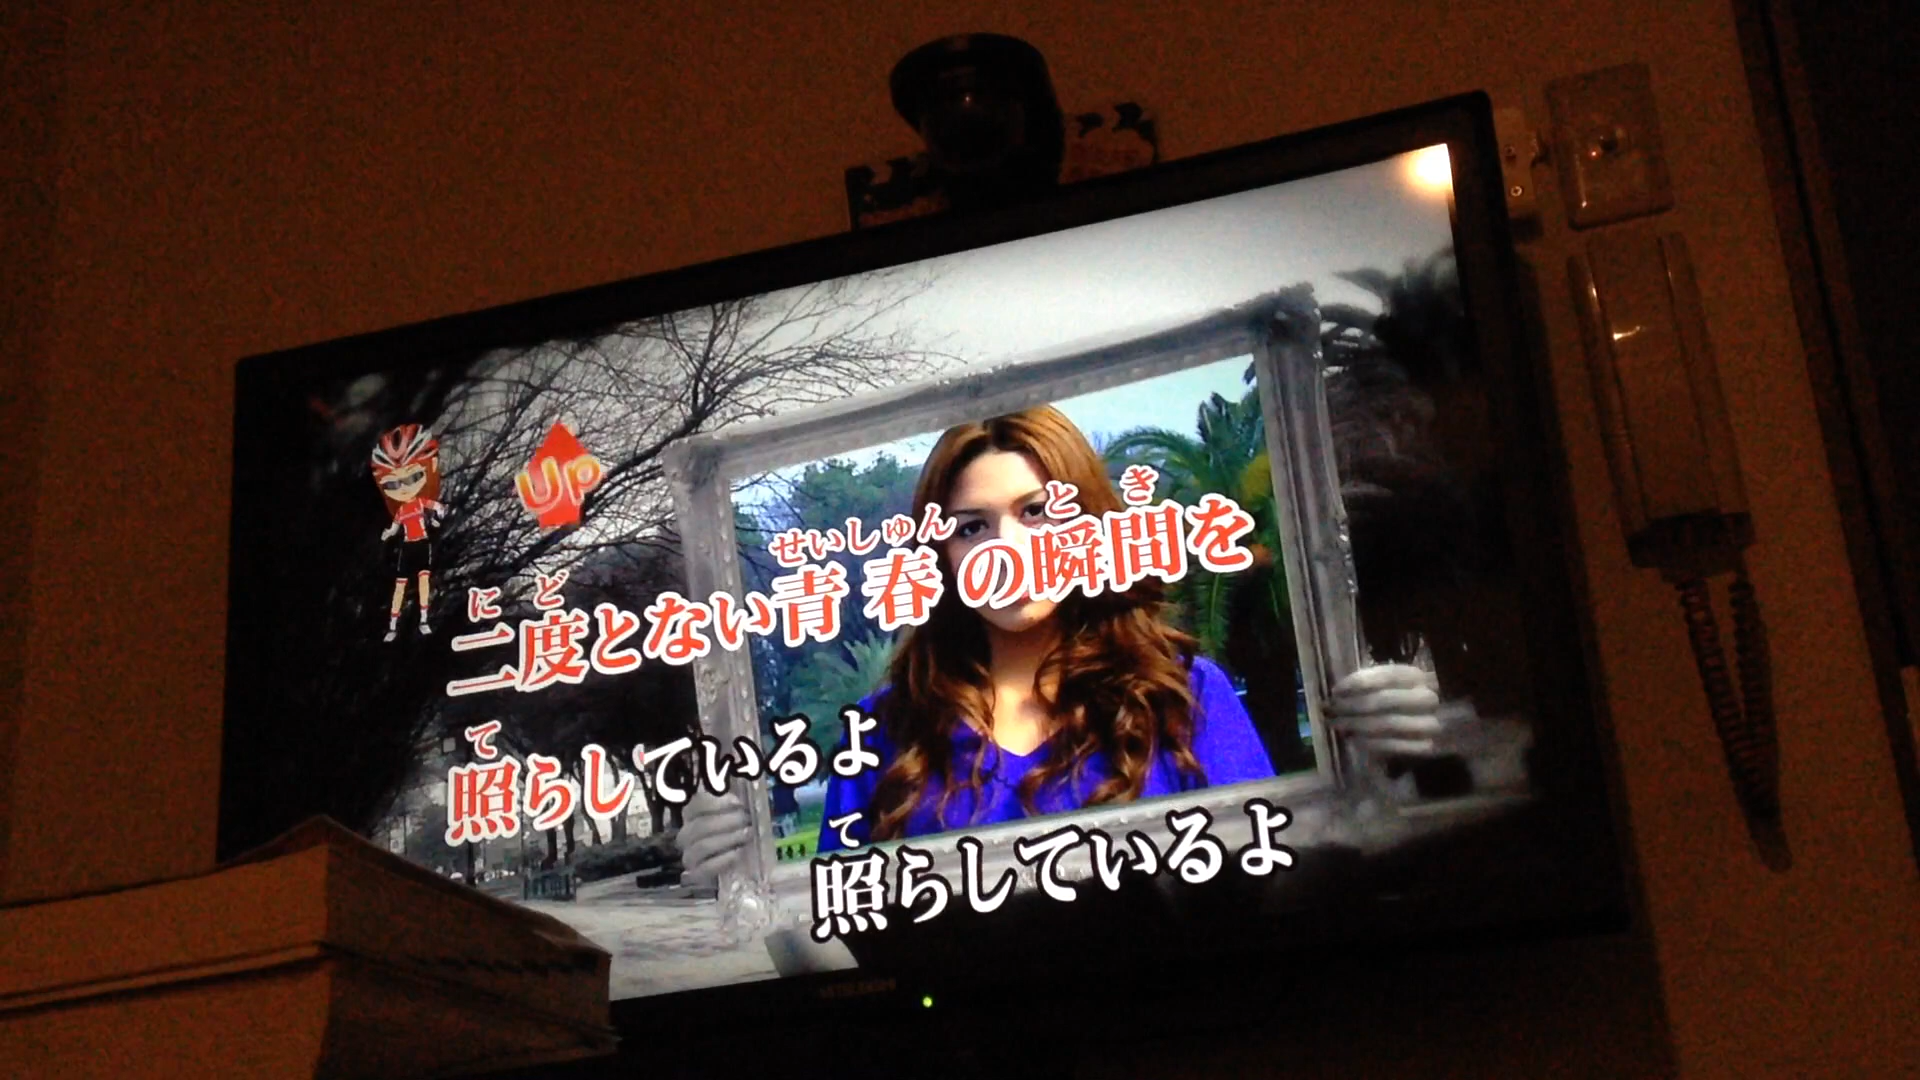 Up
にど せいしゅん とき
二度とない青春の瞬間を
て
照らしているよ
て
照らしているよ